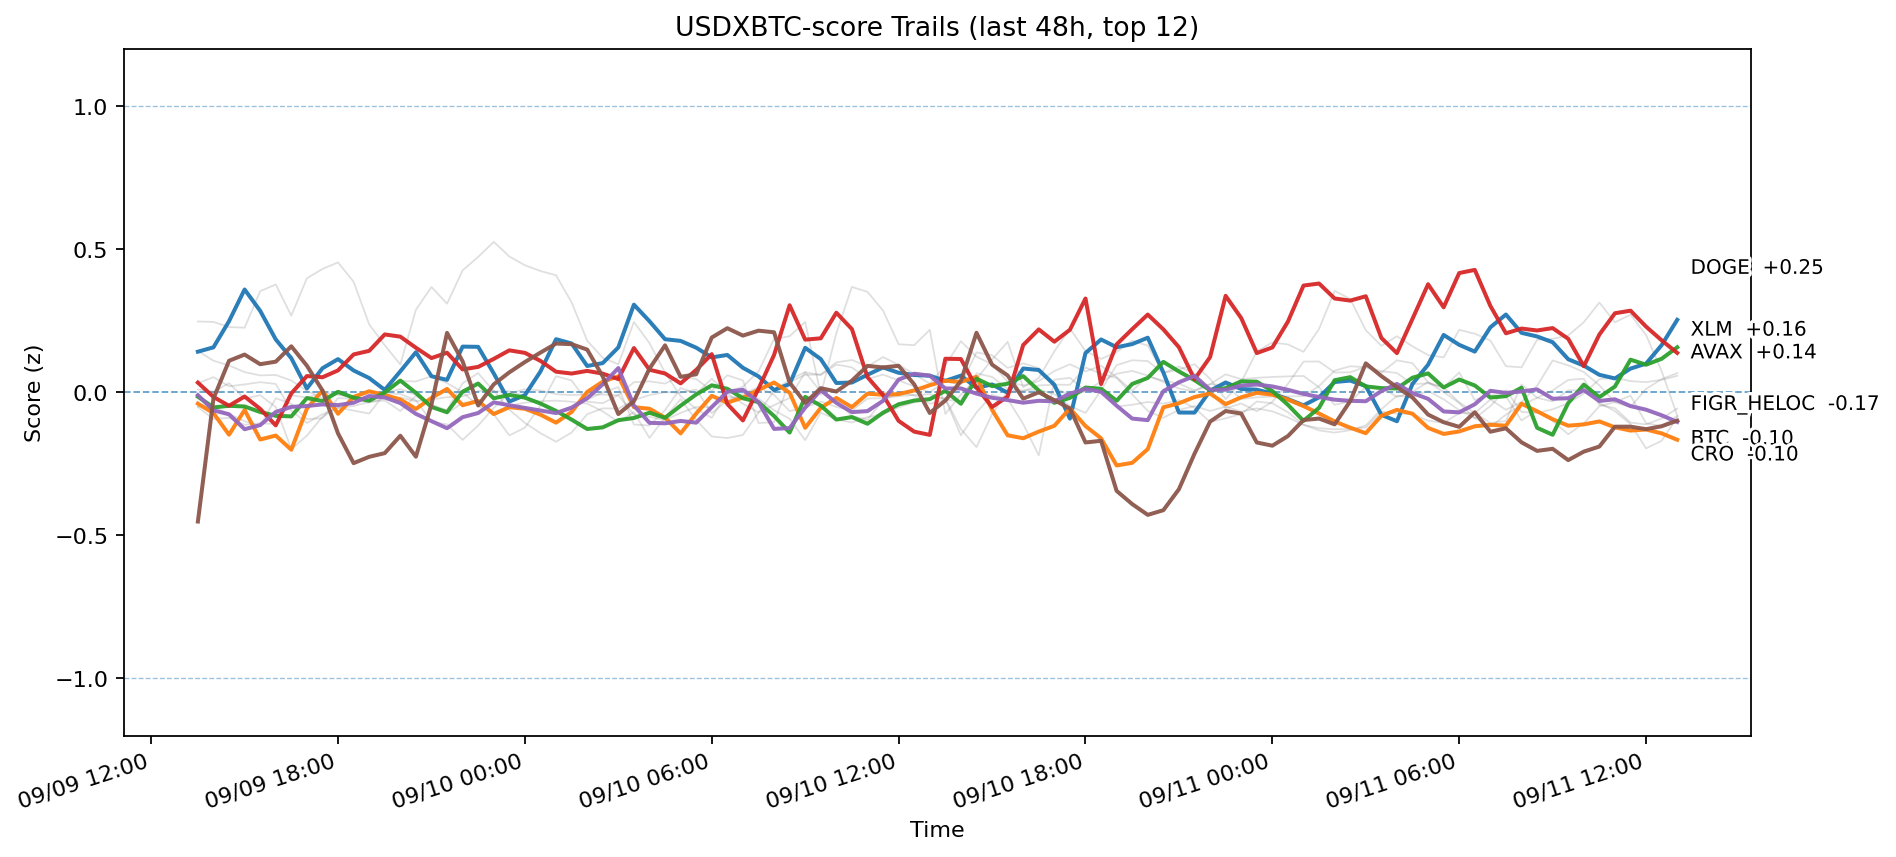 USDXBTC-score Trails (last 48h, top 12)
Score (z)
1.0
0.5
0.0
−0.5
−1.0
DOGE +0.25
XLM +0.16
AVAX +0.14
FIGR_HELOC -0.17
BTC -0.10
CRO -0.10
09/09 12:00
09/09 18:00
09/10 00:00
09/10 06:00
09/10 12:00
09/10 18:00
09/11 00:00
09/11 06:00
09/11 12:00
Time